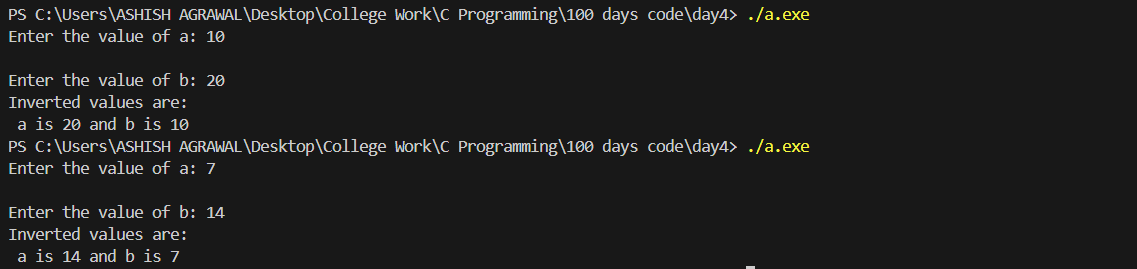 PS C:\Users\ASHISH AGRAWAL\Desktop\College Work\C Programming\100 days code\day4> ./a.exe
Enter the value of a: 10

Enter the value of b: 20
Inverted values are:
 a is 20 and b is 10
PS C:\Users\ASHISH AGRAWAL\Desktop\College Work\C Programming\100 days code\day4> ./a.exe
Enter the value of a: 7

Enter the value of b: 14
Inverted values are:
 a is 14 and b is 7